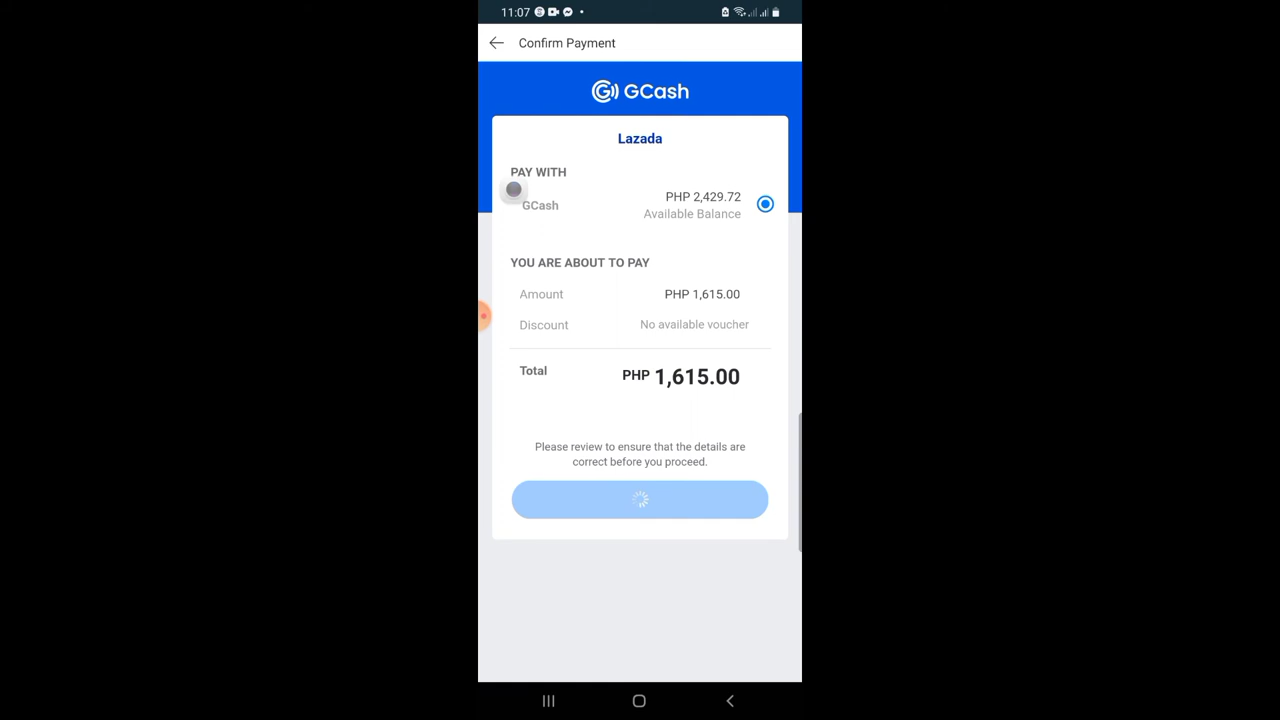 11:07
Confirm Payment
GCash
Lazada
PAY WITH
GCash
PHP 2,429.72
Available Balance
YOU ARE ABOUT TO PAY
Amount PHP 1,615.00
Discount No available voucher
Total PHP 1,615.00
Please review to ensure that the details are
correct before you proceed.